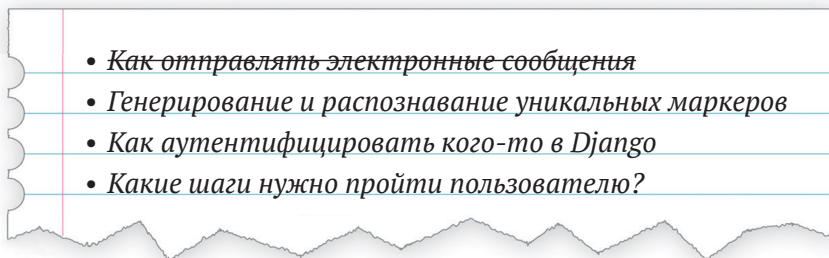 • Как отправлять электронные сообщения
• Генерирование и распознавание уникальных маркеров
• Как аутентифицировать кого-то в Django
• Какие шаги нужно пройти пользователю?